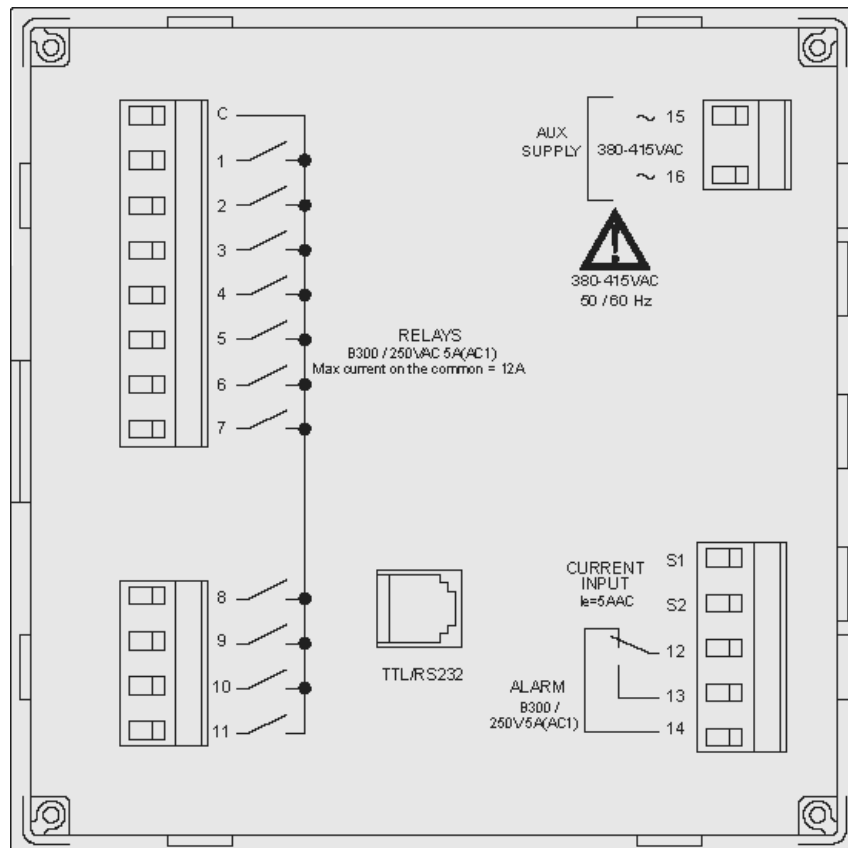 C
1
2
3
4
5
6
7
RELAYS
B300 / 250VAC 5A(AC1)
Max current on the common = 12A
8
9
10
11
AUX
SUPPLY
~ 15
380-415VAC
~ 16
380-415VAC
50 / 60 Hz
TTL/RS232
CURRENT
INPUT
Ie=5AAC
S1
S2
12
13
14
ALARM
B300 /
250V5A(AC1)